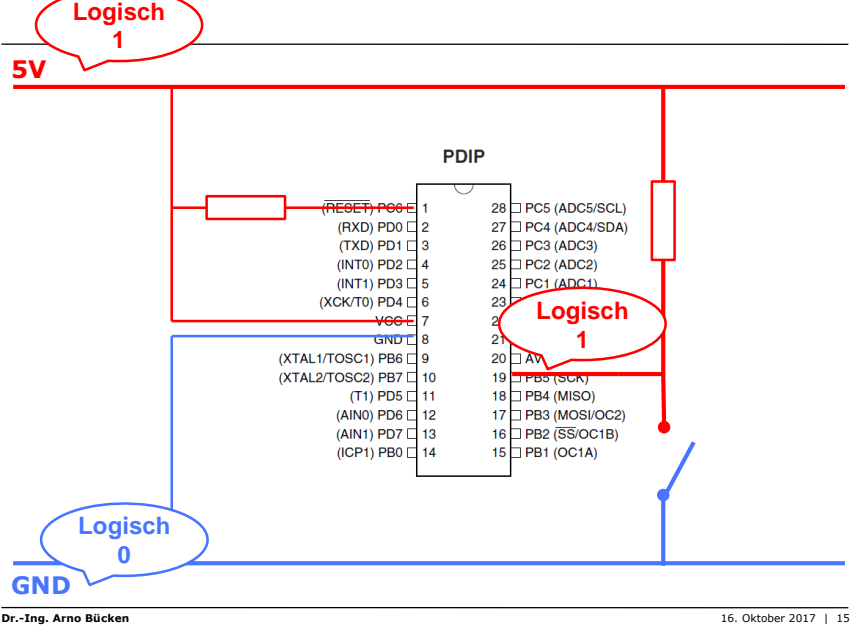 Logisch
1
5V
PDIP
(RESET) PC6 1
28 PC5 (ADC5/SCL)
(RXD) PD0 2
27 PC4 (ADC4/SDA)
(TXD) PD1 3
26 PC3 (ADC3)
(INT0) PD2 4
25 PC2 (ADC2)
(INT1) PD3 5
24 PC1 (ADC1)
(XCK/T0) PD4 6
23
VCC 7
Logisch
1
GND 8
21
(XTAL1/TOSC1) PB6 9
20
(XTAL2/TOSC2) PB7 10
19 PB5 (SCK)
(T1) PD5 11
18 PB4 (MISO)
(AIN0) PD6 12
17 PB3 (MOSI/OC2)
(AIN1) PD7 13
16 PB2 (SS/OC1B)
(ICP1) PB0 14
15 PB1 (OC1A)
Logisch
0
GND
Dr.-Ing. Arno Bücken
16. Oktober 2017 | 15